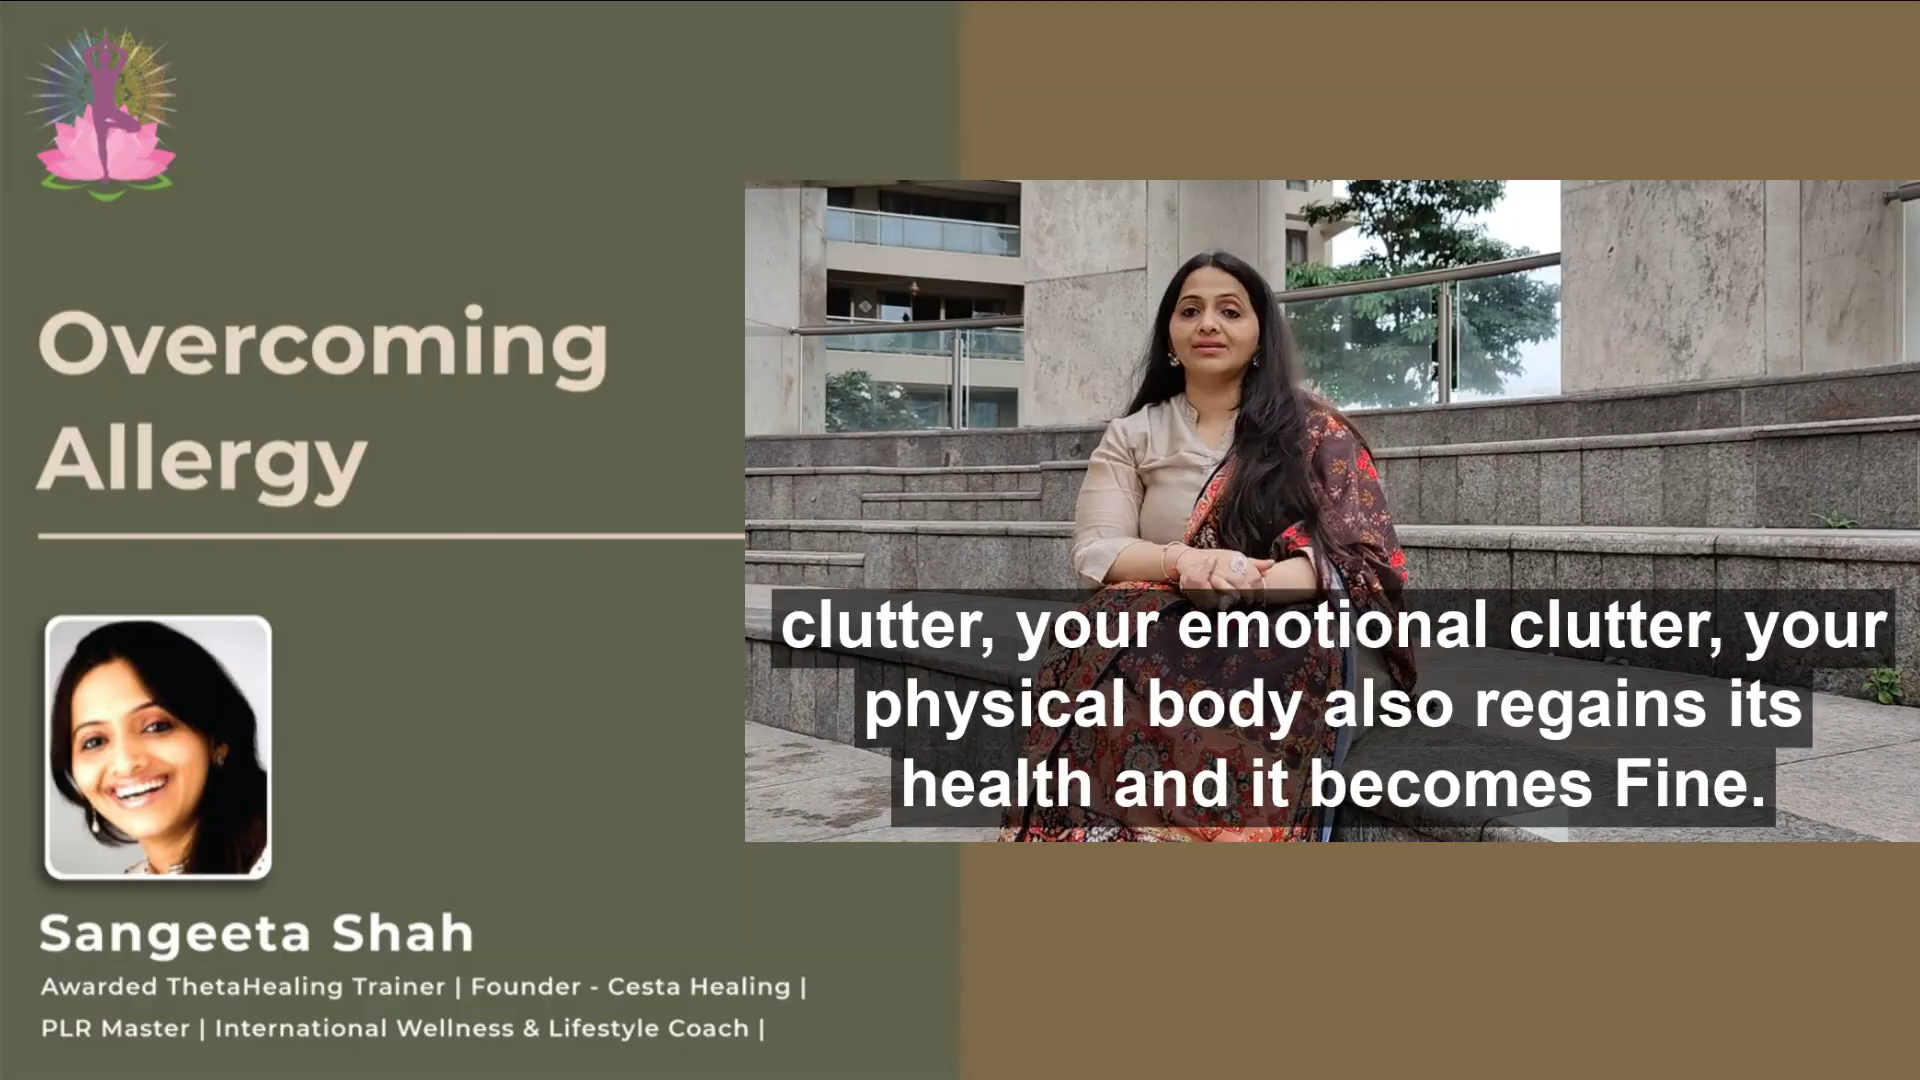 Overcoming
Allergy
Sangeeta Shah
Awarded ThetaHealing Trainer | Founder - Cesta Healing |
PLR Master | International Wellness & Lifestyle Coach |
clutter, your emotional clutter, your
physical body also regains its
health and it becomes Fine.